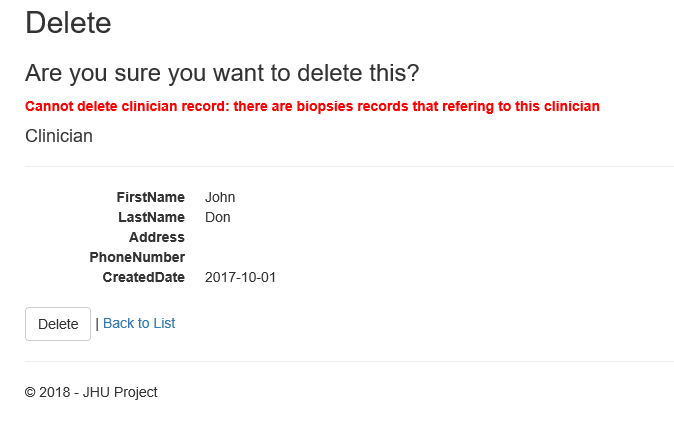 Delete
Are you sure you want to delete this?
Cannot delete clinician record: there are biopsies records that refering to this clinician
Clinician
FirstName John
LastName Don
Address
PhoneNumber
CreatedDate 2017-10-01
Delete | Back to List
© 2018 - JHU Project